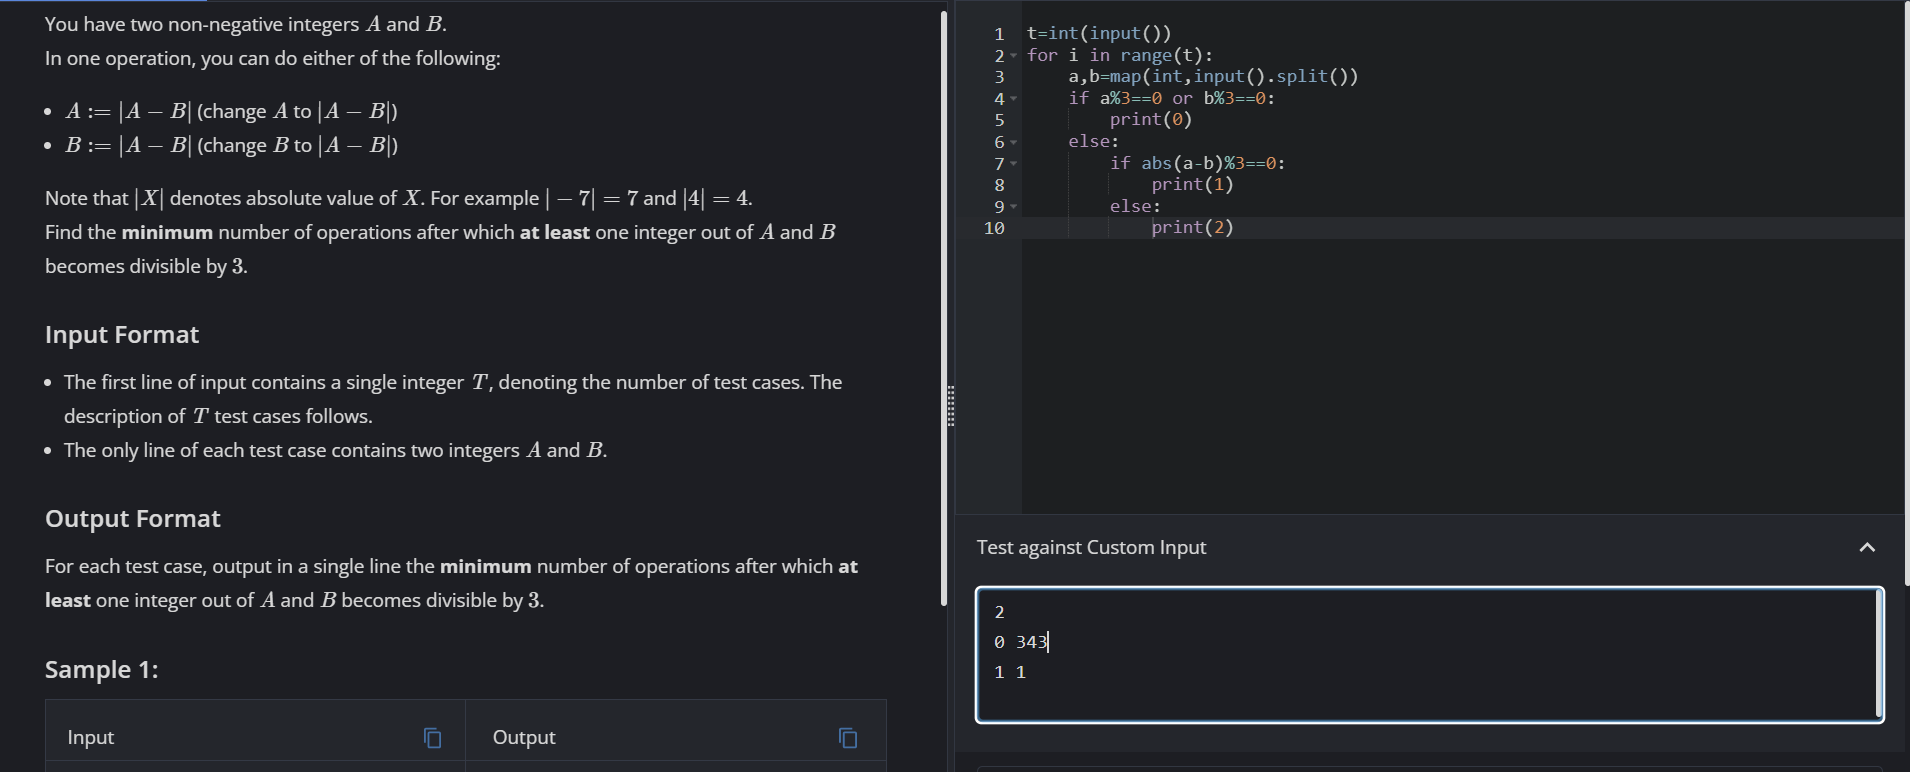 You have two non-negative integers A and B.
In one operation, you can do either of the following:
• A := |A − B| (change A to |A − B|)
• B := |A − B| (change B to |A − B|)
Note that |X| denotes absolute value of X. For example | − 7| = 7 and |4| = 4.
Find the minimum number of operations after which at least one integer out of A and B
becomes divisible by 3.
Input Format
• The first line of input contains a single integer T, denoting the number of test cases. The
description of T test cases follows.
• The only line of each test case contains two integers A and B.
Output Format
For each test case, output in a single line the minimum number of operations after which at
least one integer out of A and B becomes divisible by 3.
Sample 1:
Input Output
1 t=int(input())
2 for i in range(t):
3     a,b=map(int,input().split())
4     if a%3==0 or b%3==0:
5         print(0)
6     else:
7         if abs(a-b)%3==0:
8             print(1)
9         else:
10             print(2)
Test against Custom Input
2
0 343
1 1